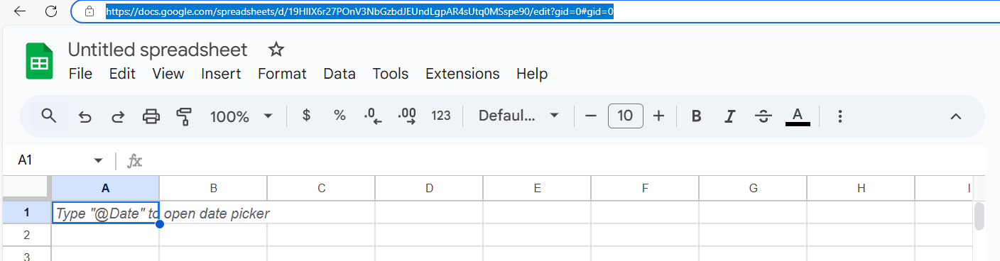 https://docs.google.com/spreadsheets/d/19HIIX6r27POnV3NbGzbdJEUndLgpAR4sUtq0MSspe90/edit?gid=0#gid=0
Untitled spreadsheet
File Edit View Insert Format Data Tools Extensions Help
100% $ % .0 .00 123 Defaul... − 10 + B I S A
A1 fx
A B C D E F G H I
1 Type "@Date" to open date picker
2
3